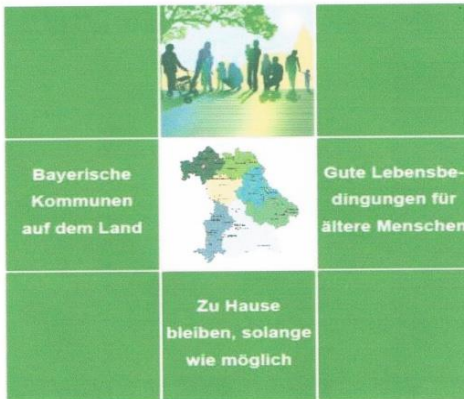 Bayerische
Kommunen
auf dem Land
Gute Lebensbe-
dingungen für
ältere Menschen
Zu Hause
bleiben, solange
wie möglich